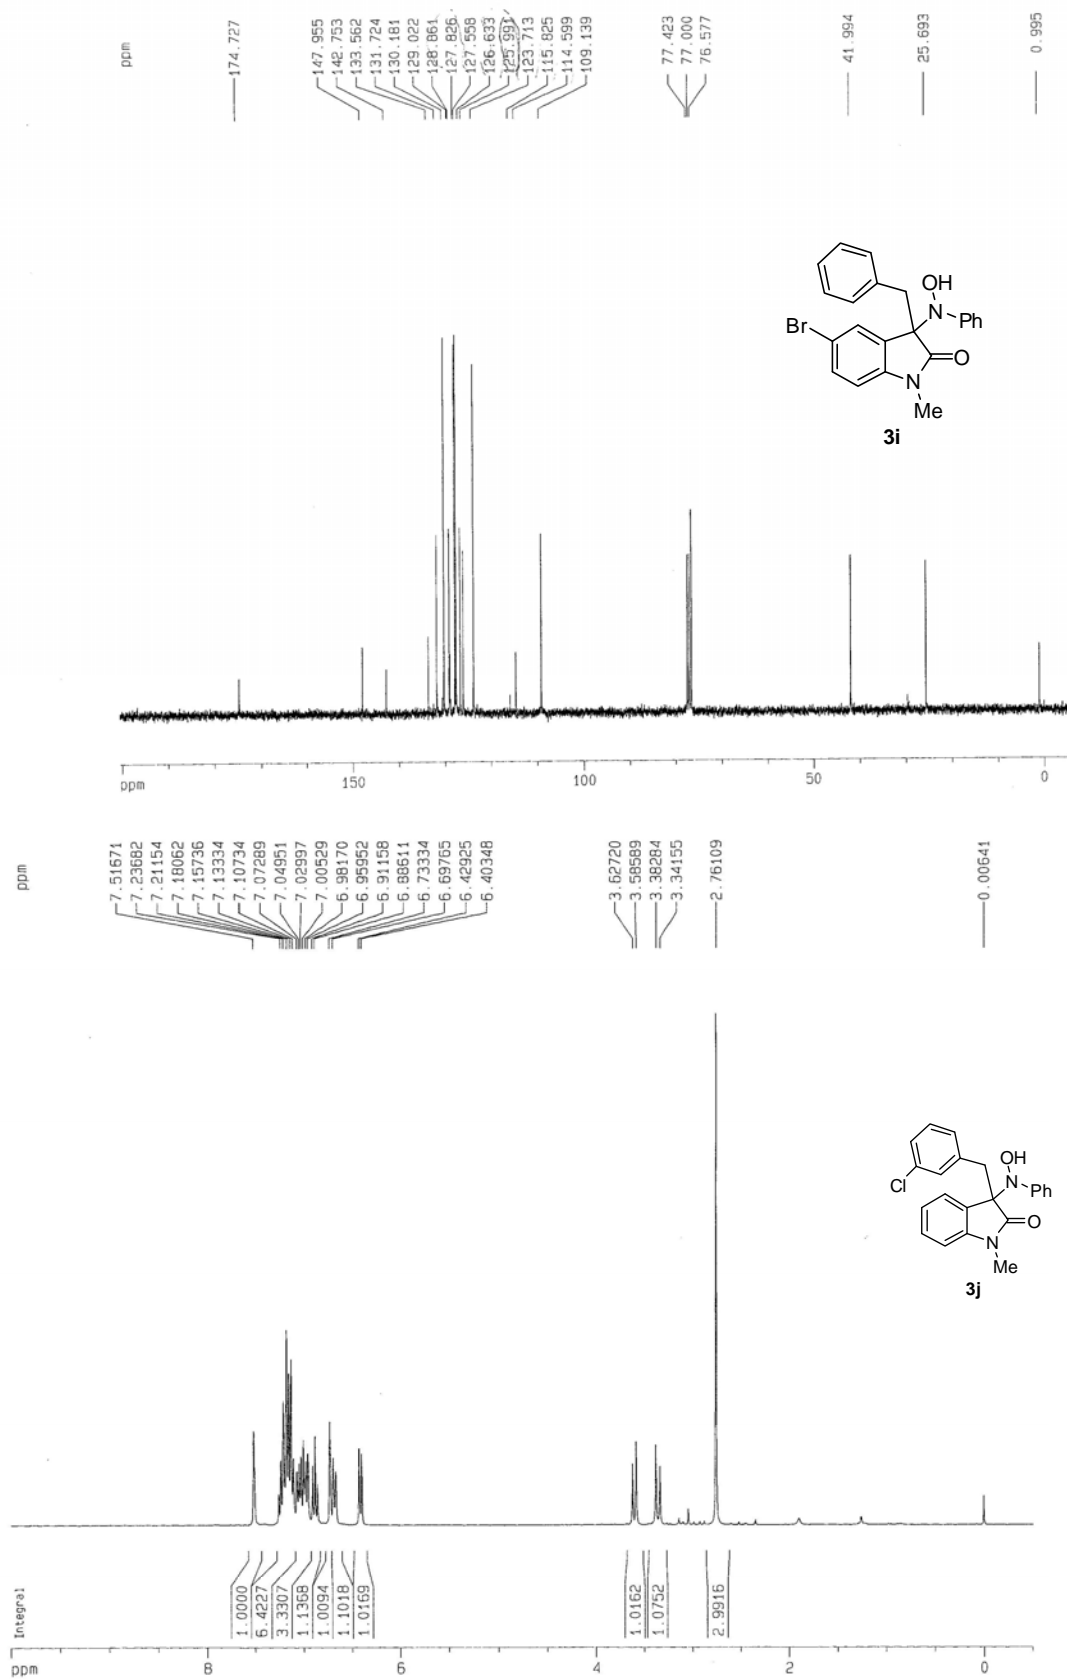 ppm
174.727
147.955
142.753
133.562
131.724
130.181
129.022
128.861
127.826
127.558
126.633
125.991
123.713
115.825
114.599
109.139
77.423
77.000
76.577
41.994
25.693
0.995
OH
N
Ph
Br
O
N
Me
3i
ppm 150 100 50 0
ppm
7.51671
7.23682
7.21154
7.18062
7.15736
7.13334
7.10734
7.07289
7.04951
7.02997
7.00529
6.98170
6.95952
6.91158
6.88611
6.73334
6.69765
6.42925
6.40348
3.62720
3.58589
3.38284
3.34155
2.76109
0.00641
OH
N
Ph
Cl
O
N
Me
3j
Integral
1.0000
6.4227
3.3307
1.1368
1.0094
1.1018
1.0169
1.0162
1.0752
2.9916
ppm 8 6 4 2 0